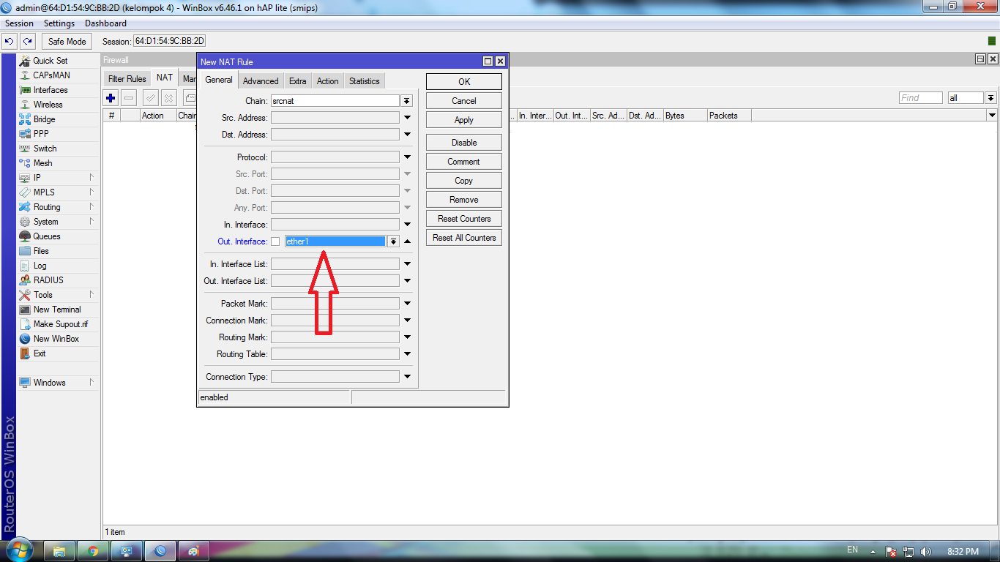 admin@64:D1:54:9C:BB:2D (kelompok 4) - WinBox v6.46.1 on hAP lite (smips)
Session Settings Dashboard
Safe Mode Session: 64:D1:54:9C:BB:2D
Quick Set
CAPsMAN
Interfaces
Wireless
Bridge
PPP
Switch
Mesh
IP
MPLS
Routing
System
Queues
Files
Log
RADIUS
Tools
New Terminal
Make Supout.rif
New WinBox
Exit
Windows
RouterOS WinBox
Firewall
Filter Rules NAT Man
Find all
# Action Chain In. Inter... Out. Int... Src. Ad... Dst. Ad... Bytes Packets
New NAT Rule
General Advanced Extra Action Statistics
Chain: srcnat
Src. Address:
Dst. Address:
Protocol:
Src. Port:
Dst. Port:
Any. Port:
In. Interface:
Out. Interface: ether1
In. Interface List:
Out. Interface List:
Packet Mark:
Connection Mark:
Routing Mark:
Routing Table:
Connection Type:
enabled
OK
Cancel
Apply
Disable
Comment
Copy
Remove
Reset Counters
Reset All Counters
1 item
EN 8:32 PM